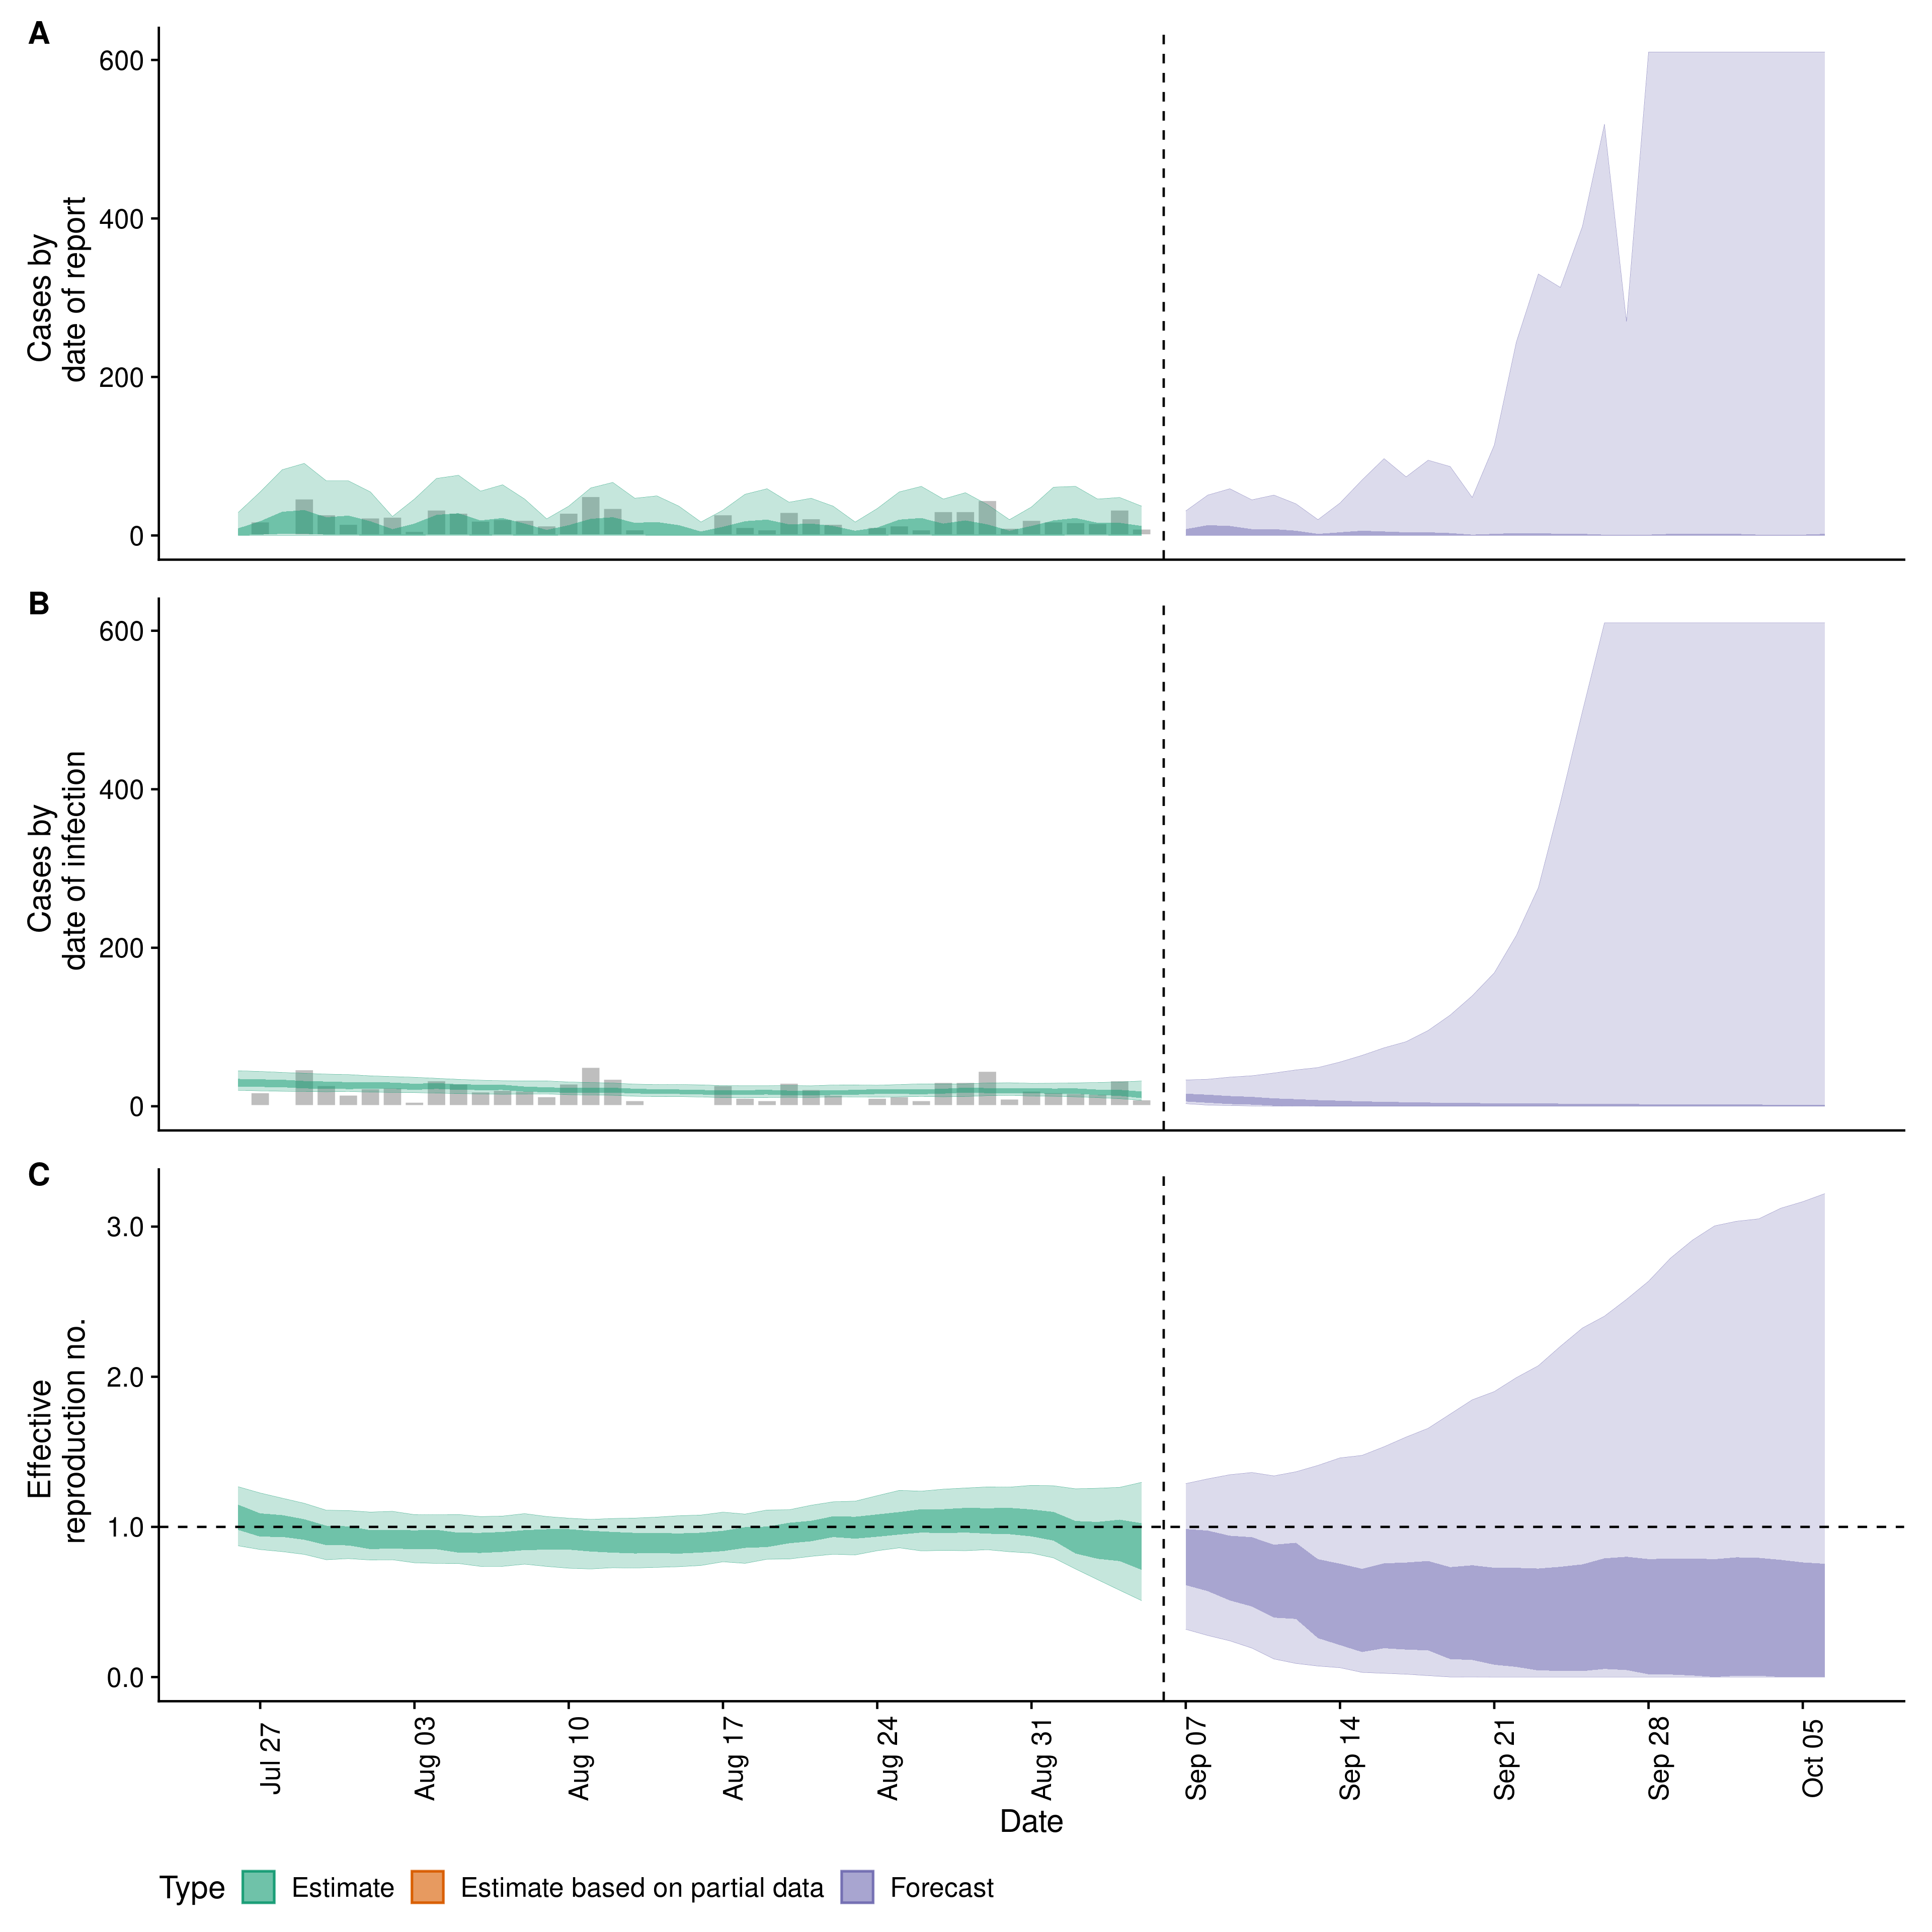 A
Cases by
date of report
600
400
200
0
B
Cases by
date of infection
600
400
200
0
C
Effective
reproduction no.
3.0
2.0
1.0
0.0
Jul 27
Aug 03
Aug 10
Aug 17
Aug 24
Aug 31
Sep 07
Sep 14
Sep 21
Sep 28
Oct 05
Date
Type Estimate Estimate based on partial data Forecast